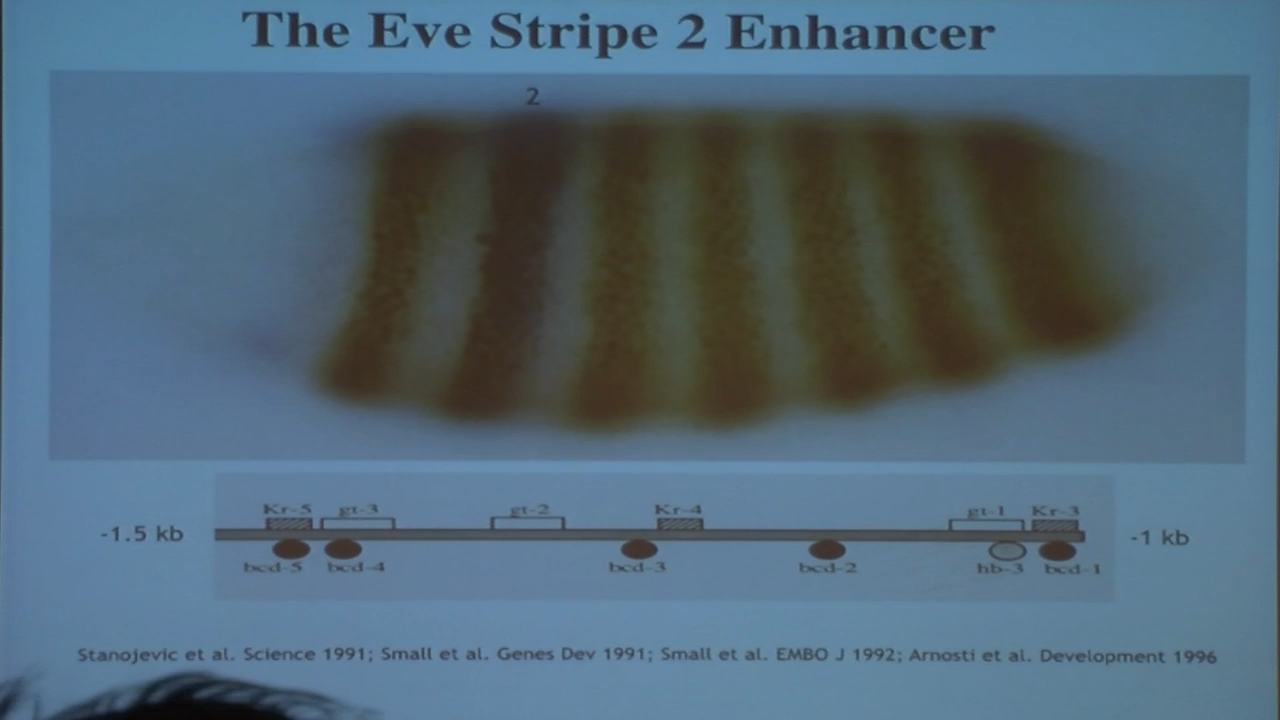 The Eve Stripe 2 Enhancer
2
Kr-5 gt-3 gt-2 Kr-4 gt-1 Kr-3
-1.5 kb -1 kb
bcd-5 bcd-4 bcd-3 bcd-2 hb-3 bcd-1
Stanojevic et al. Science 1991; Small et al. Genes Dev 1991; Small et al. EMBO J 1992; Arnosti et al. Development 1996